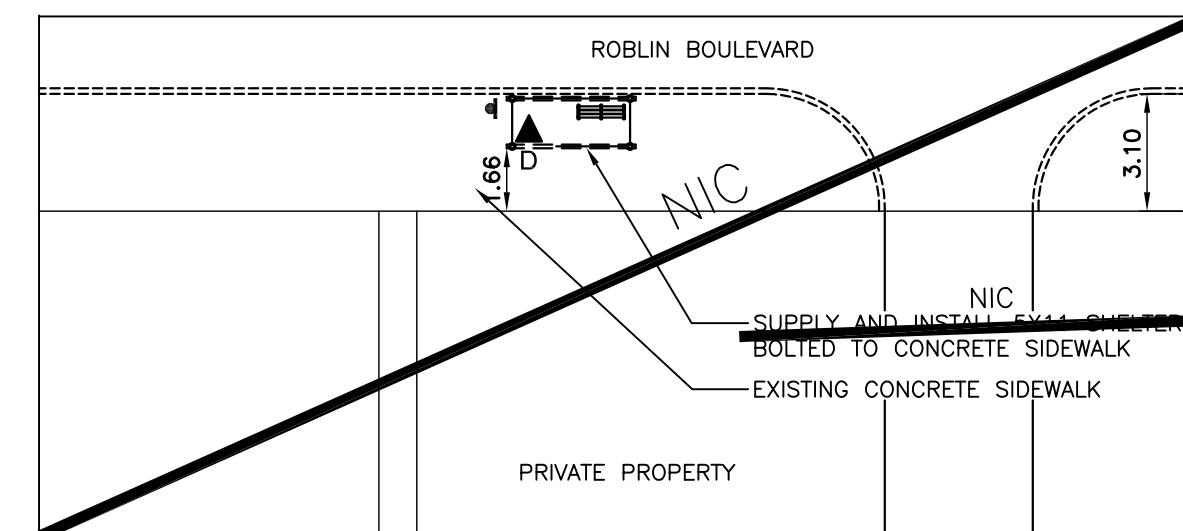 ROBLIN BOULEVARD
D
1.66
3.10
NIC
NIC
SUPPLY AND INSTALL 5X11 SHELTER
BOLTED TO CONCRETE SIDEWALK
EXISTING CONCRETE SIDEWALK
PRIVATE PROPERTY